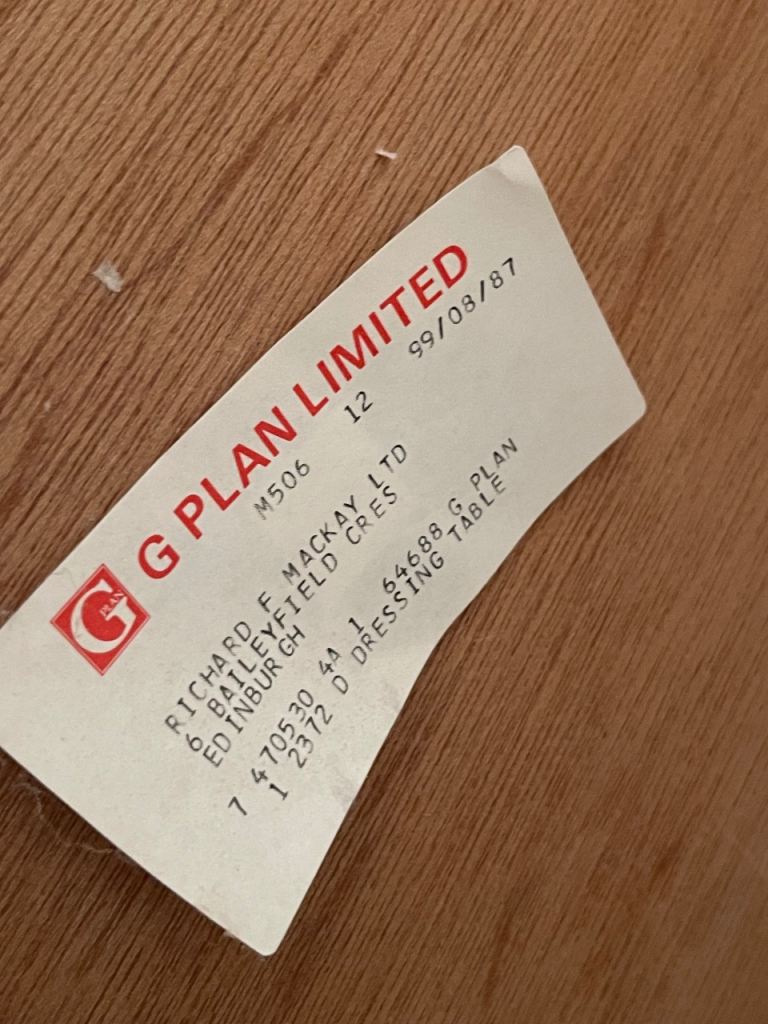 G PLAN
G PLAN LIMITED
M506 12 99/08/87
RICHARD F MACKAY LTD
6 BAILEYFIELD CRES
EDINBURGH
7 470530 4A 1 64688 G PLAN
1 2372 D DRESSING TABLE